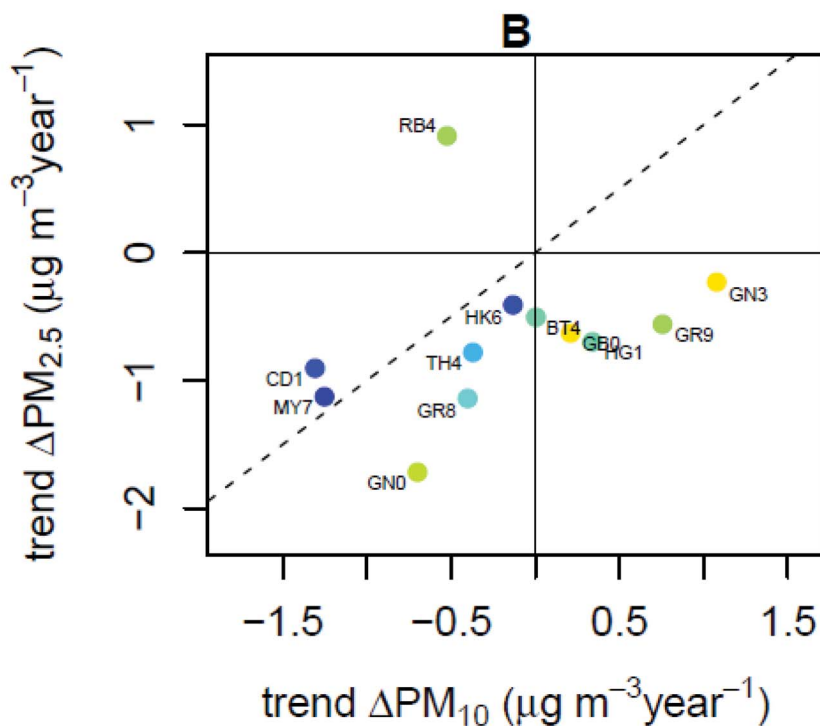 B
trend ΔPM₂.₅ (µg m⁻³year⁻¹)
1
0
−1
−2
RB4
GN3
HK6
BT4
GB0
HG1
GR9
TH4
CD1
MY7
GR8
GN0
−1.5 −0.5 0.5 1.5
trend ΔPM₁₀ (µg m⁻³year⁻¹)